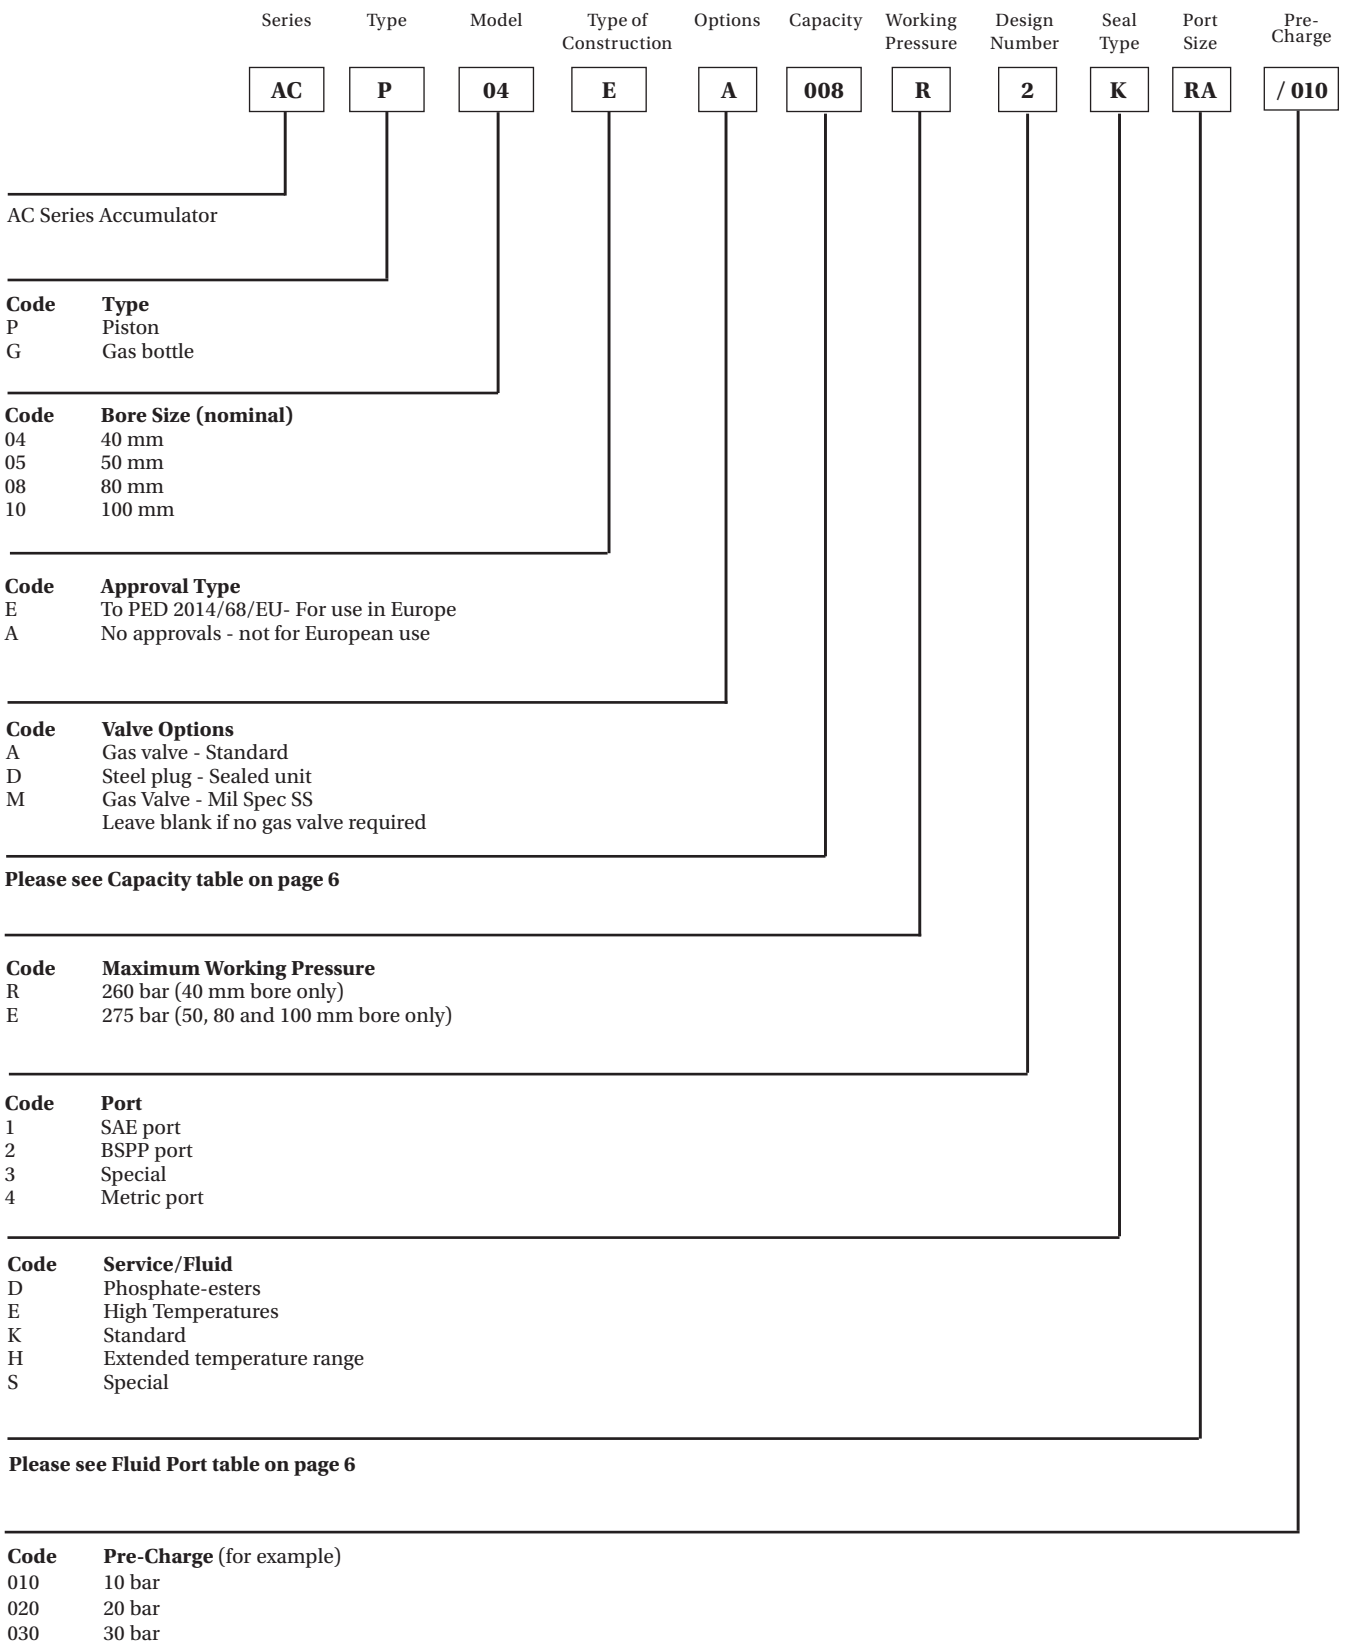 Series Type Model Type of Options Capacity Working Design Seal Port Pre-
Construction Pressure Number Type Size Charge
AC P 04 E A 008 R 2 K RA / 010
AC Series Accumulator
Code Type
P Piston
G Gas bottle
Code Bore Size (nominal)
04 40 mm
05 50 mm
08 80 mm
10 100 mm
Code Approval Type
E To PED 2014/68/EU- For use in Europe
A No approvals - not for European use
Code Valve Options
A Gas valve - Standard
D Steel plug - Sealed unit
M Gas Valve - Mil Spec SS
Leave blank if no gas valve required
Please see Capacity table on page 6
Code Maximum Working Pressure
R 260 bar (40 mm bore only)
E 275 bar (50, 80 and 100 mm bore only)
Code Port
1 SAE port
2 BSPP port
3 Special
4 Metric port
Code Service/Fluid
D Phosphate-esters
E High Temperatures
K Standard
H Extended temperature range
S Special
Please see Fluid Port table on page 6
Code Pre-Charge (for example)
010 10 bar
020 20 bar
030 30 bar